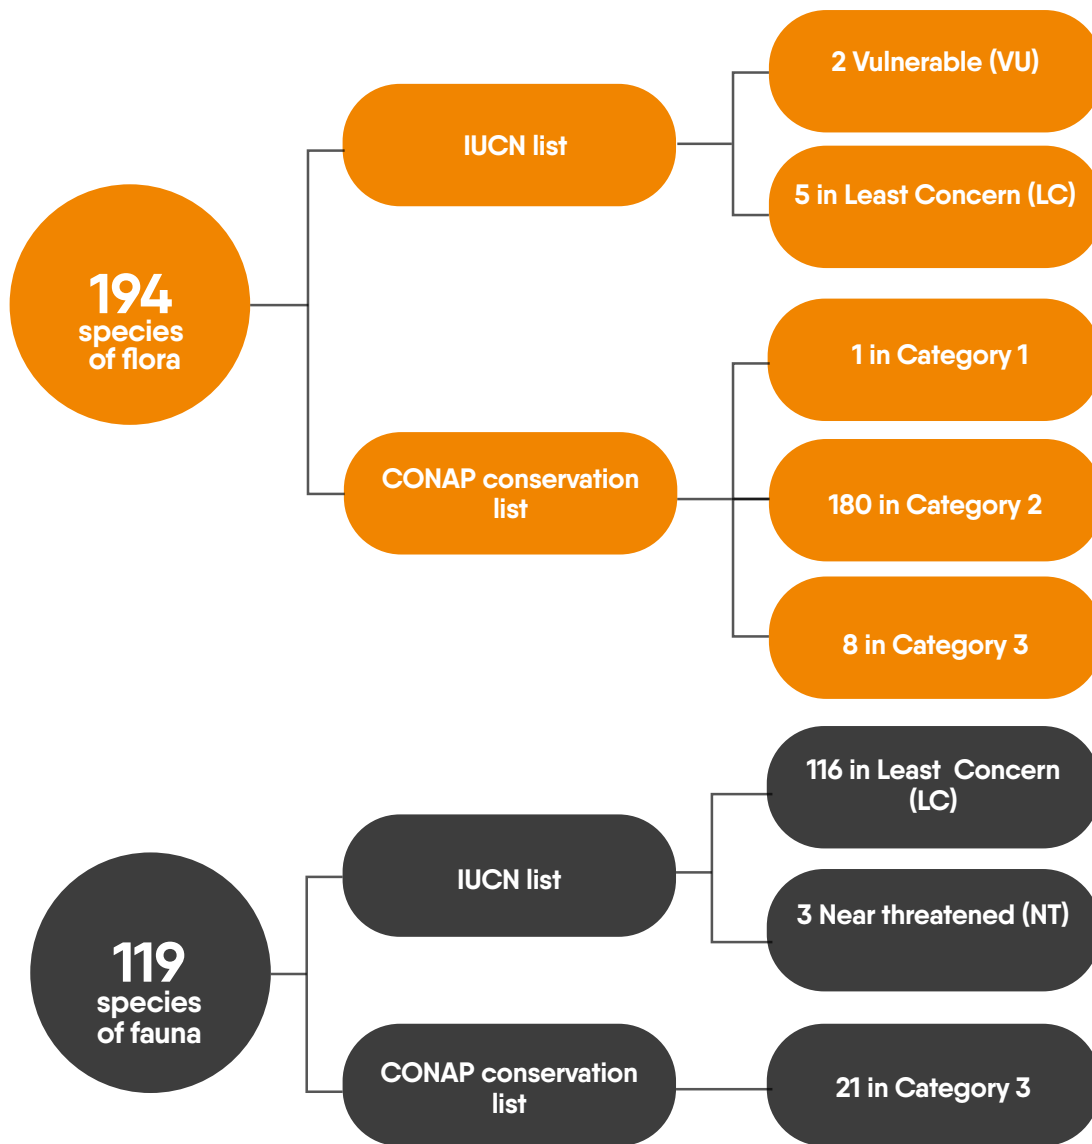 194
species
of flora
IUCN list
2 Vulnerable (VU)
5 in Least Concern (LC)
CONAP conservation
list
1 in Category 1
180 in Category 2
8 in Category 3
119
species
of fauna
IUCN list
116 in Least  Concern
(LC)
3 Near threatened (NT)
CONAP conservation
list
21 in Category 3